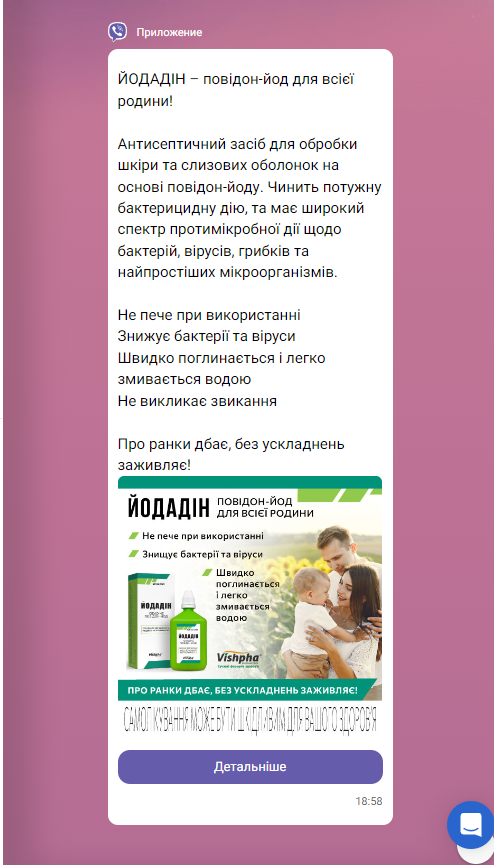 Приложение
ЙОДАДІН – повідон-йод для всієї
родини!
Антисептичний засіб для обробки
шкіри та слизових оболонок на
основі повідон-йоду. Чинить потужну
бактерицидну дію, та має широкий
спектр протимікробної дії щодо
бактерій, вірусів, грибків та
найпростіших мікроорганізмів.
Не пече при використанні
Знижує бактерії та віруси
Швидко поглинається і легко
змивається водою
Не викликає звикання
Про ранки дбає, без ускладнень
заживляє!
ЙОДАДІН
ПОВІДОН-ЙОД
ДЛЯ ВСІЄЇ РОДИНИ
Не пече при використанні
Знищує бактерії та віруси
Швидко
поглинається
і легко
змивається
водою
ЙОДАДІН
ЙОДАДІН
Vishpha
ПРО РАНКИ ДБАЄ, БЕЗ УСКЛАДНЕНЬ ЗАЖИВЛЯЄ!
САМОЛІКУВАННЯ МОЖЕ БУТИ ШКІДЛИВИМ ДЛЯ ВАШОГО ЗДОРОВ'Я
Детальніше
18:58